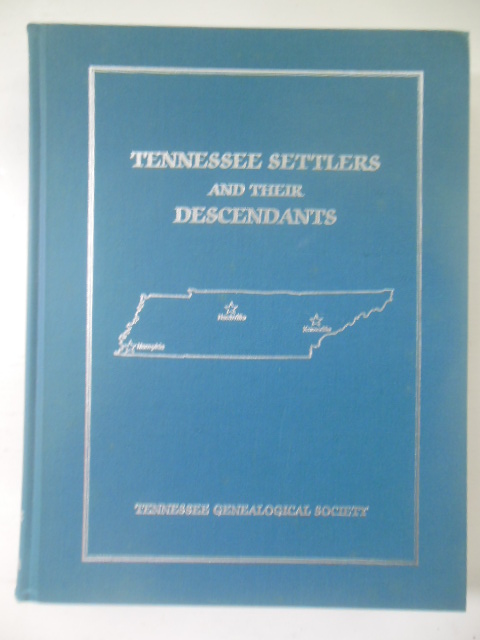 TENNESSEE SETTLERS
AND THEIR
DESCENDANTS
Nashville
Knoxville
Memphis
TENNESSEE GENEALOGICAL SOCIETY